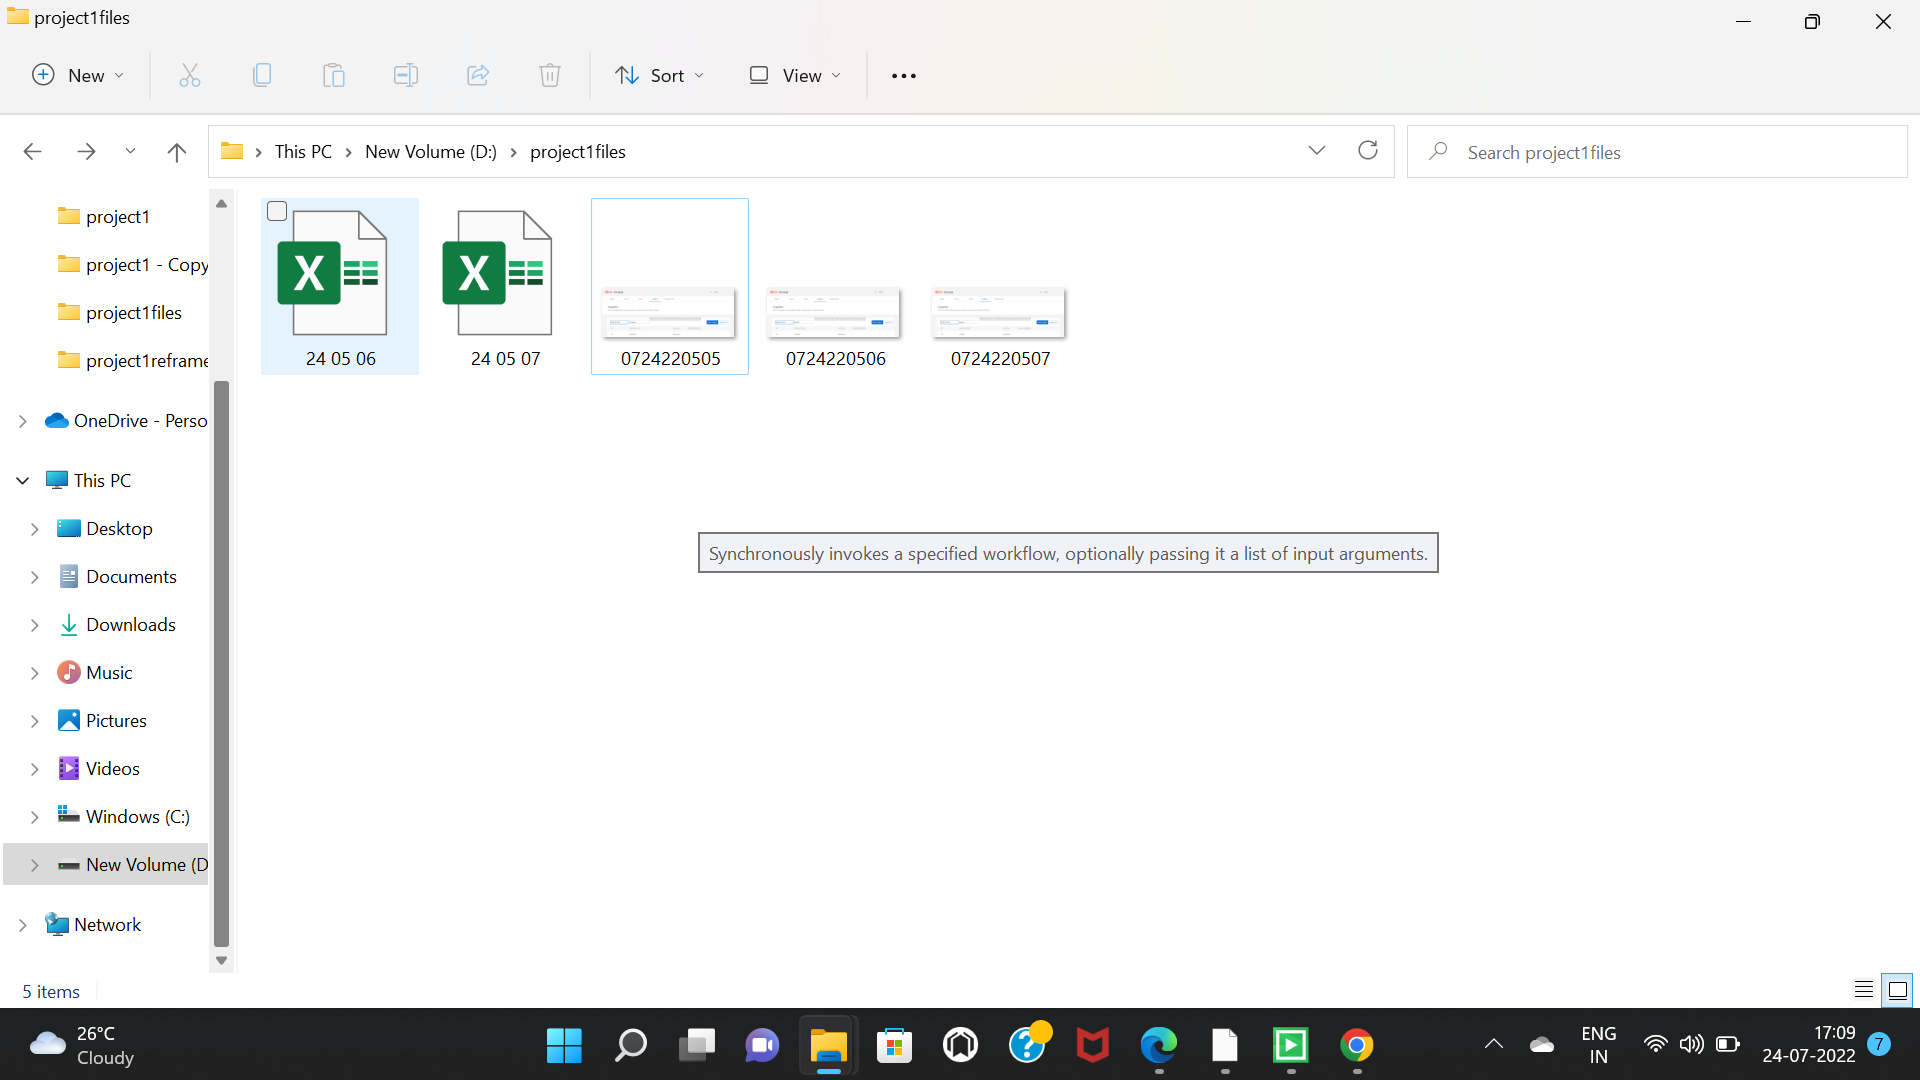 project1files
New
Sort
View
This PC
New Volume (D:)
project1files
Search project1files
project1
project1 - Copy
project1files
project1reframe
OneDrive - Perso
This PC
Desktop
Documents
Downloads
Music
Pictures
Videos
Windows (C:)
New Volume (D
Network
24 05 06
24 05 07
0724220505
0724220506
0724220507
Synchronously invokes a specified workflow, optionally passing it a list of input arguments.
5 items
26°C
Cloudy
ENG
IN
17:09
24-07-2022
7